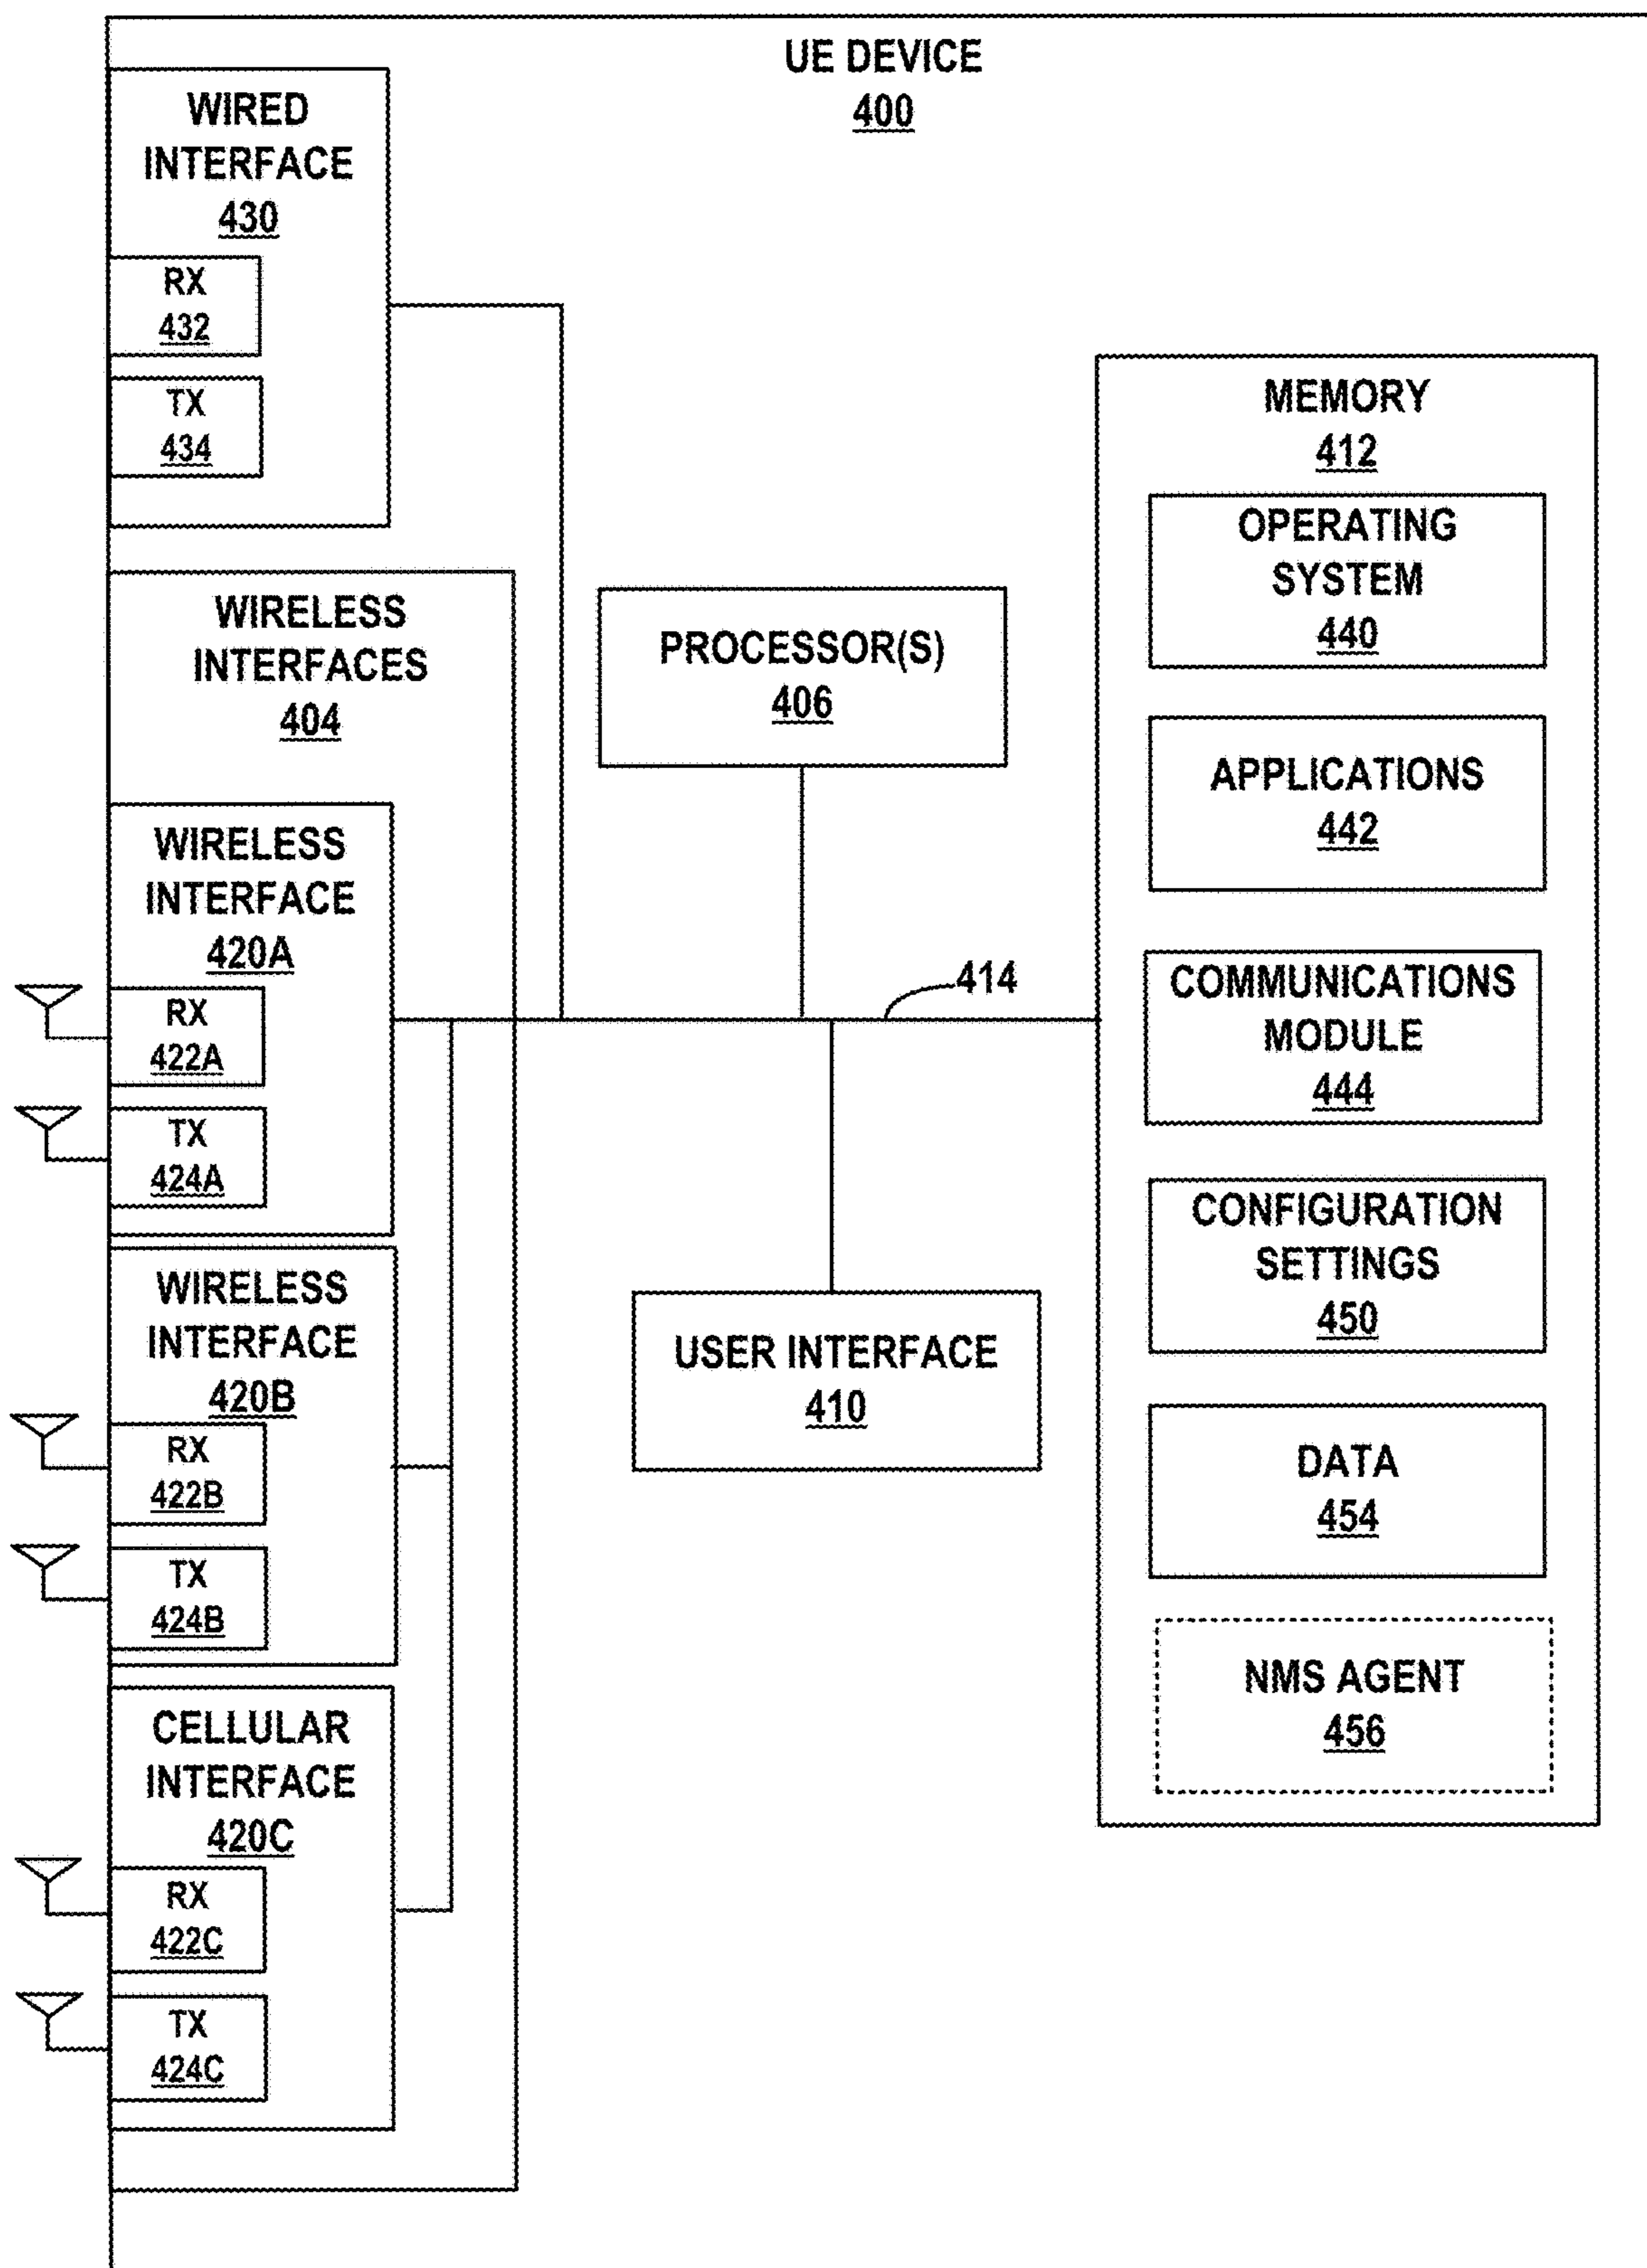 UE DEVICE
400
WIRED
INTERFACE
430
RX
432
TX
434
WIRELESS
INTERFACES
404
WIRELESS
INTERFACE
420A
RX
422A
TX
424A
WIRELESS
INTERFACE
420B
RX
422B
TX
424B
CELLULAR
INTERFACE
420C
RX
422C
TX
424C
PROCESSOR(S)
406
414
USER INTERFACE
410
MEMORY
412
OPERATING
SYSTEM
440
APPLICATIONS
442
COMMUNICATIONS
MODULE
444
CONFIGURATION
SETTINGS
450
DATA
454
NMS AGENT
456